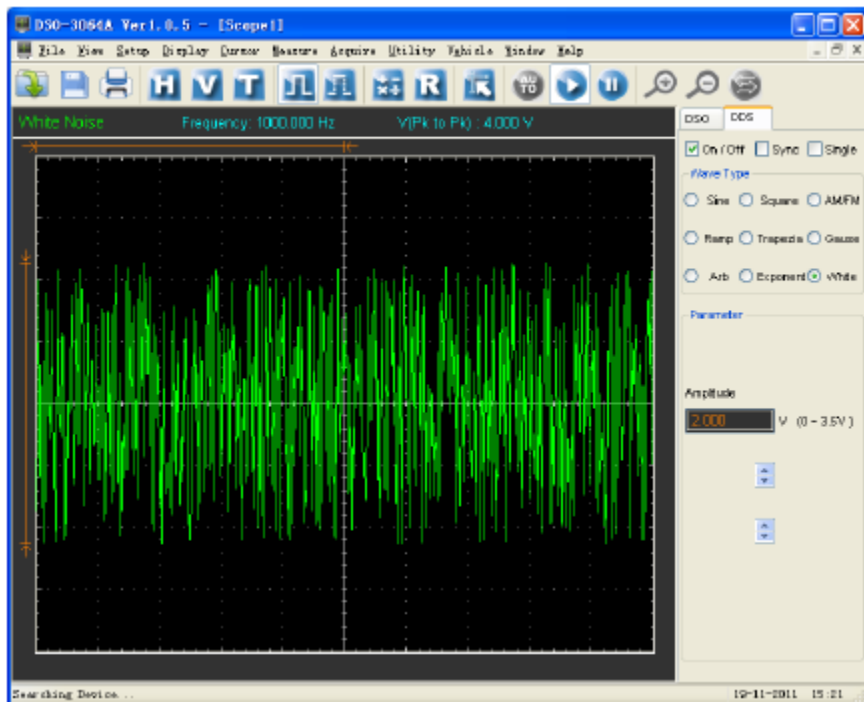 DSO-3064A Ver1.0.5 - [Scope1]
File View Setup Display Cursor Measure Acquire Utility Vehicle Window Help
H V T R AUTO
White Noise Frequency: 1000.000 Hz V(Pk to Pk) : 4.000 V
DSO DDS
On / Off Sync Single
Wave Type
Sine Square AM/FM
Ramp Trapezia Gause
Arb Exponent White
Parameter
Amplitude
2.000 V (0 - 3.5V )
Searching Device... 19-11-2011 15:21